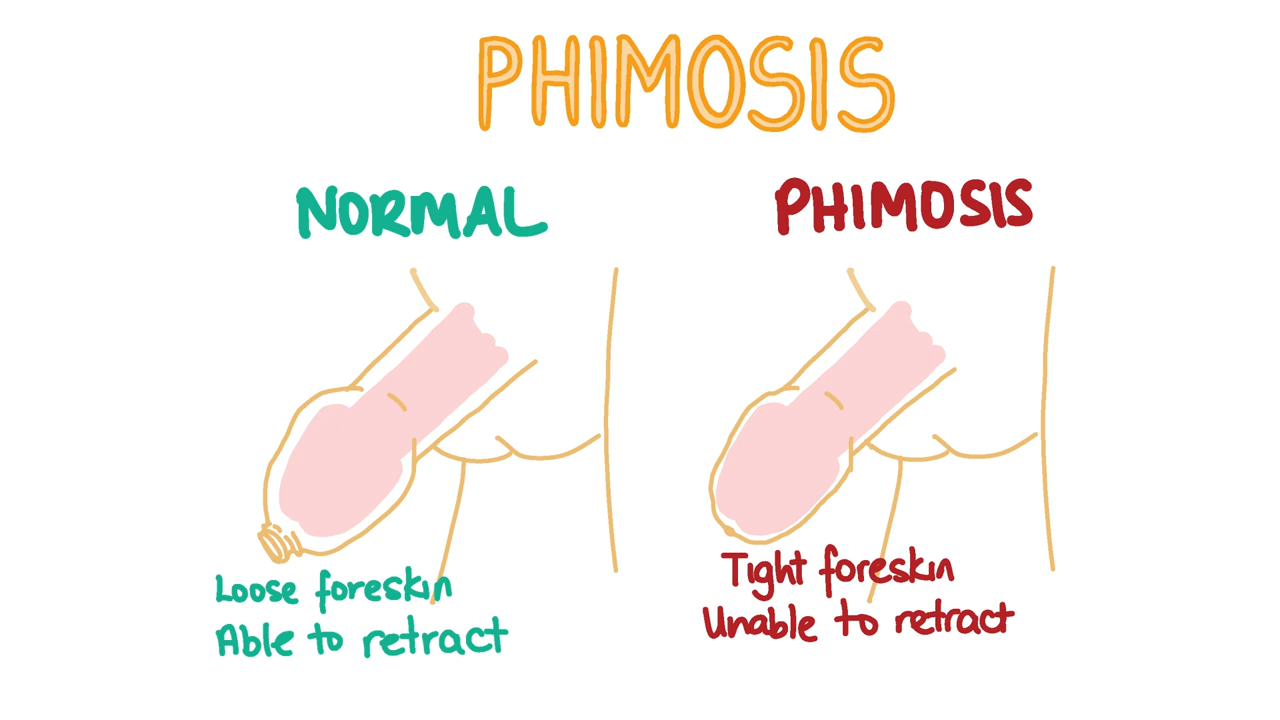 PHIMOSIS
NORMAL
PHIMOSIS
Loose foreskin
Able to retract
Tight foreskin
Unable to retract